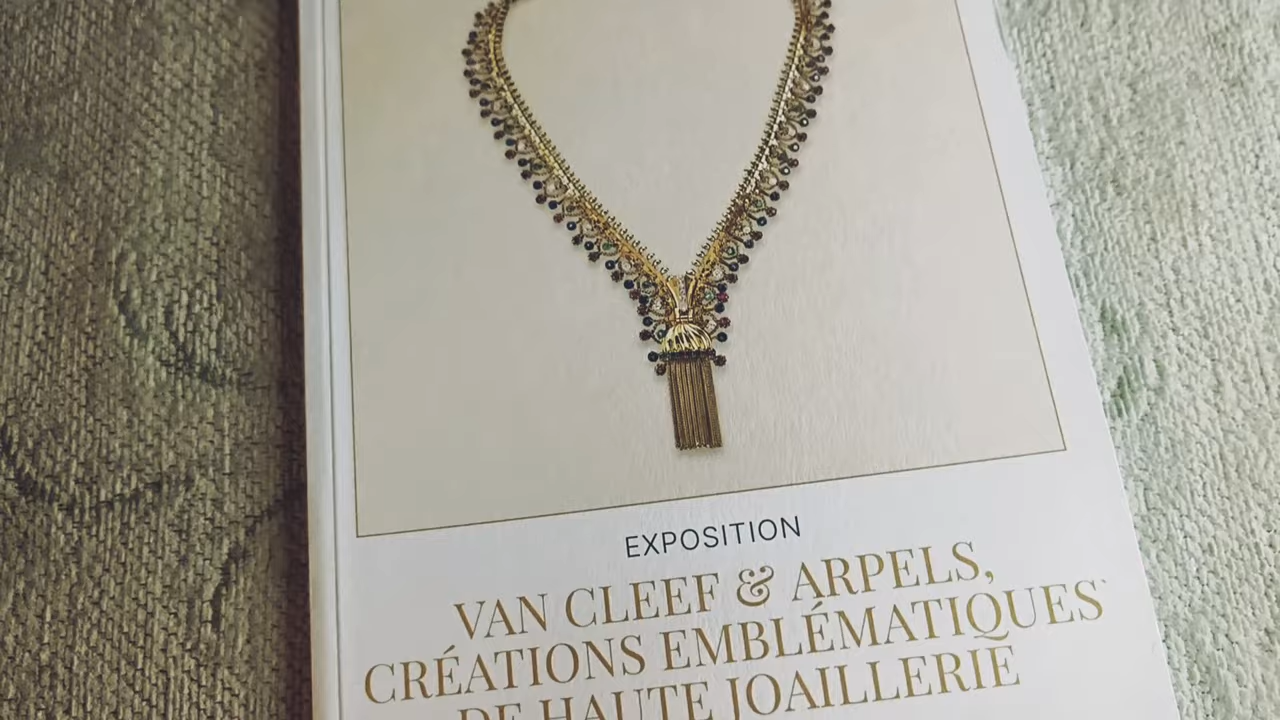 EXPOSITION
VAN CLEEF & ARPELS,
CRÉATIONS EMBLÉMATIQUES
DE HAUTE JOAILLERIE